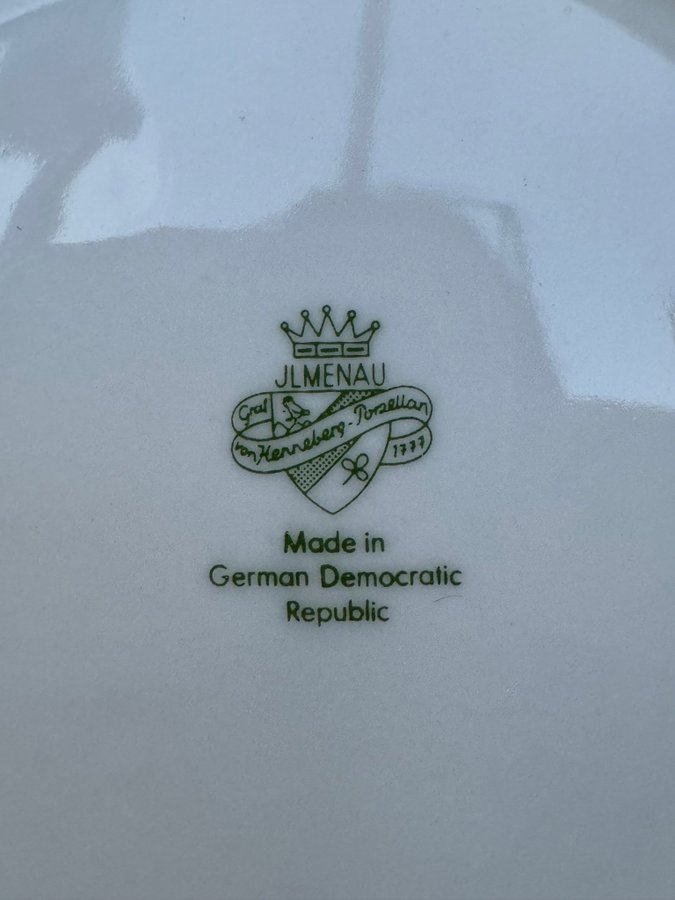 JLMENAU
Graf
von Henneberg-Porzellan
1777
Made in
German Democratic
Republic